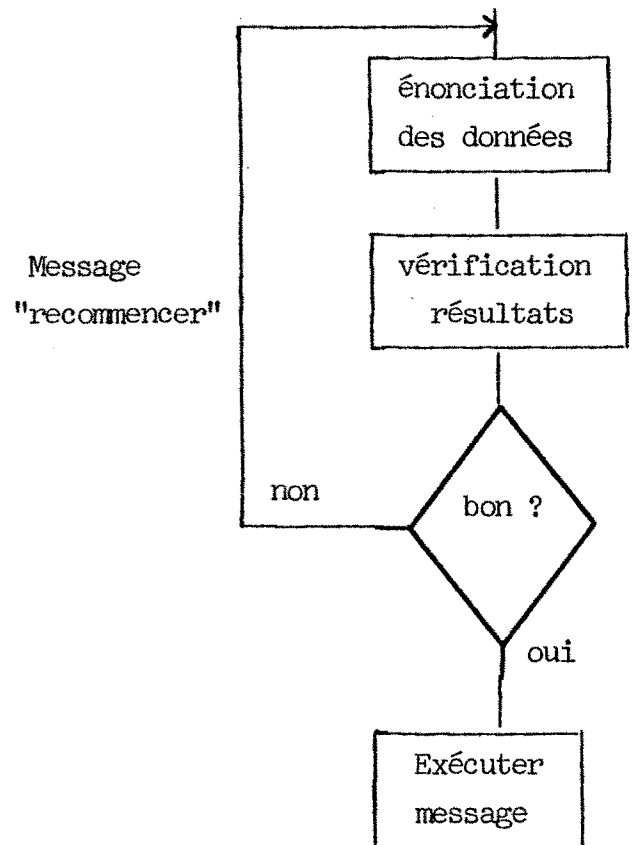 énonciation
des données
vérification
résultats
Message
"recommencer"
non
bon ?
oui
Exécuter
message